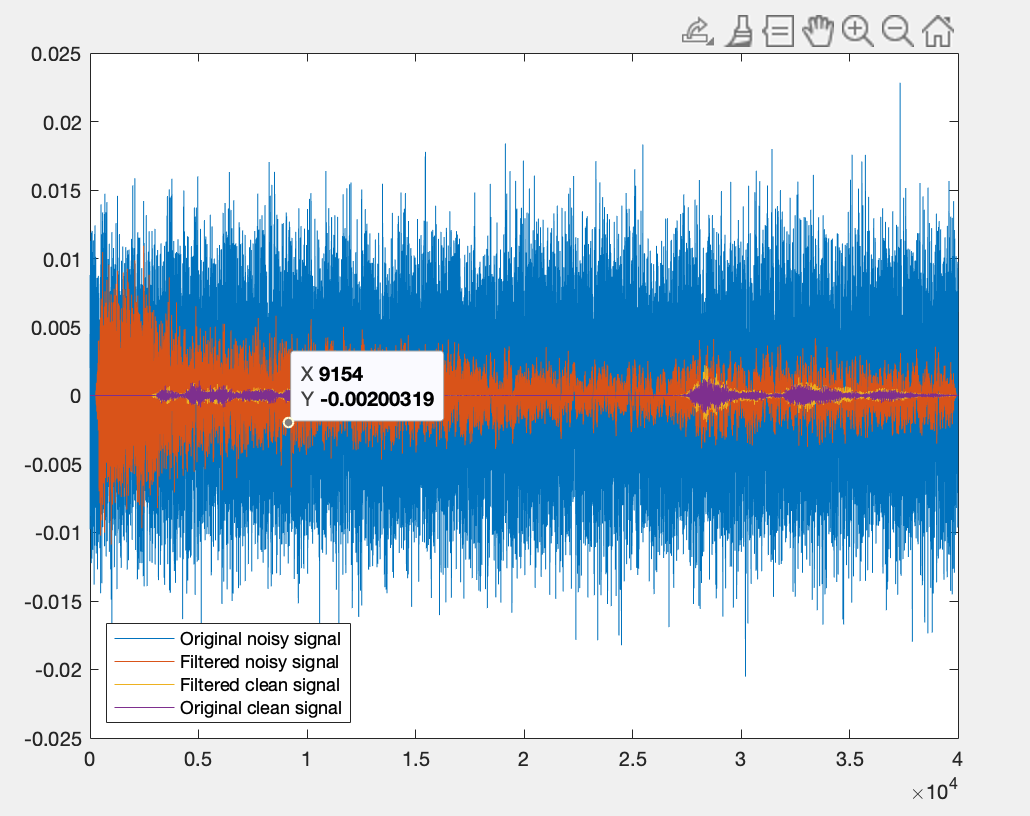 0.025
0.02
0.015
0.01
0.005
0
-0.005
-0.01
-0.015
-0.02
-0.025
X 9154
Y -0.00200319
Original noisy signal
Filtered noisy signal
Filtered clean signal
Original clean signal
0 0.5 1 1.5 2 2.5 3 3.5 4
×10⁴